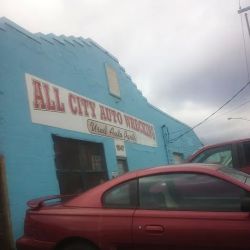 ALL CITY AUTO WRECKING
Used Auto Parts